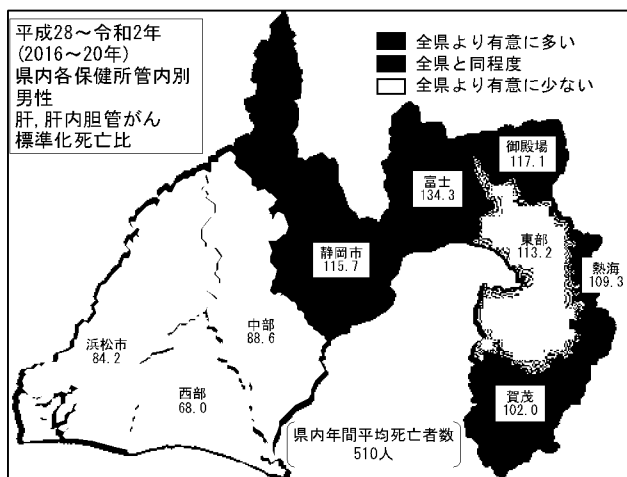 平成28～令和2年
(2016～20年)
県内各保健所管内別
男性
肝,肝内胆管がん
標準化死亡比
全県より有意に多い
全県と同程度
全県より有意に少ない
御殿場
117.1
富士
134.3
東部
113.2
熱海
109.3
静岡市
115.7
中部
88.6
浜松市
84.2
西部
68.0
賀茂
102.0
県内年間平均死亡者数
510人